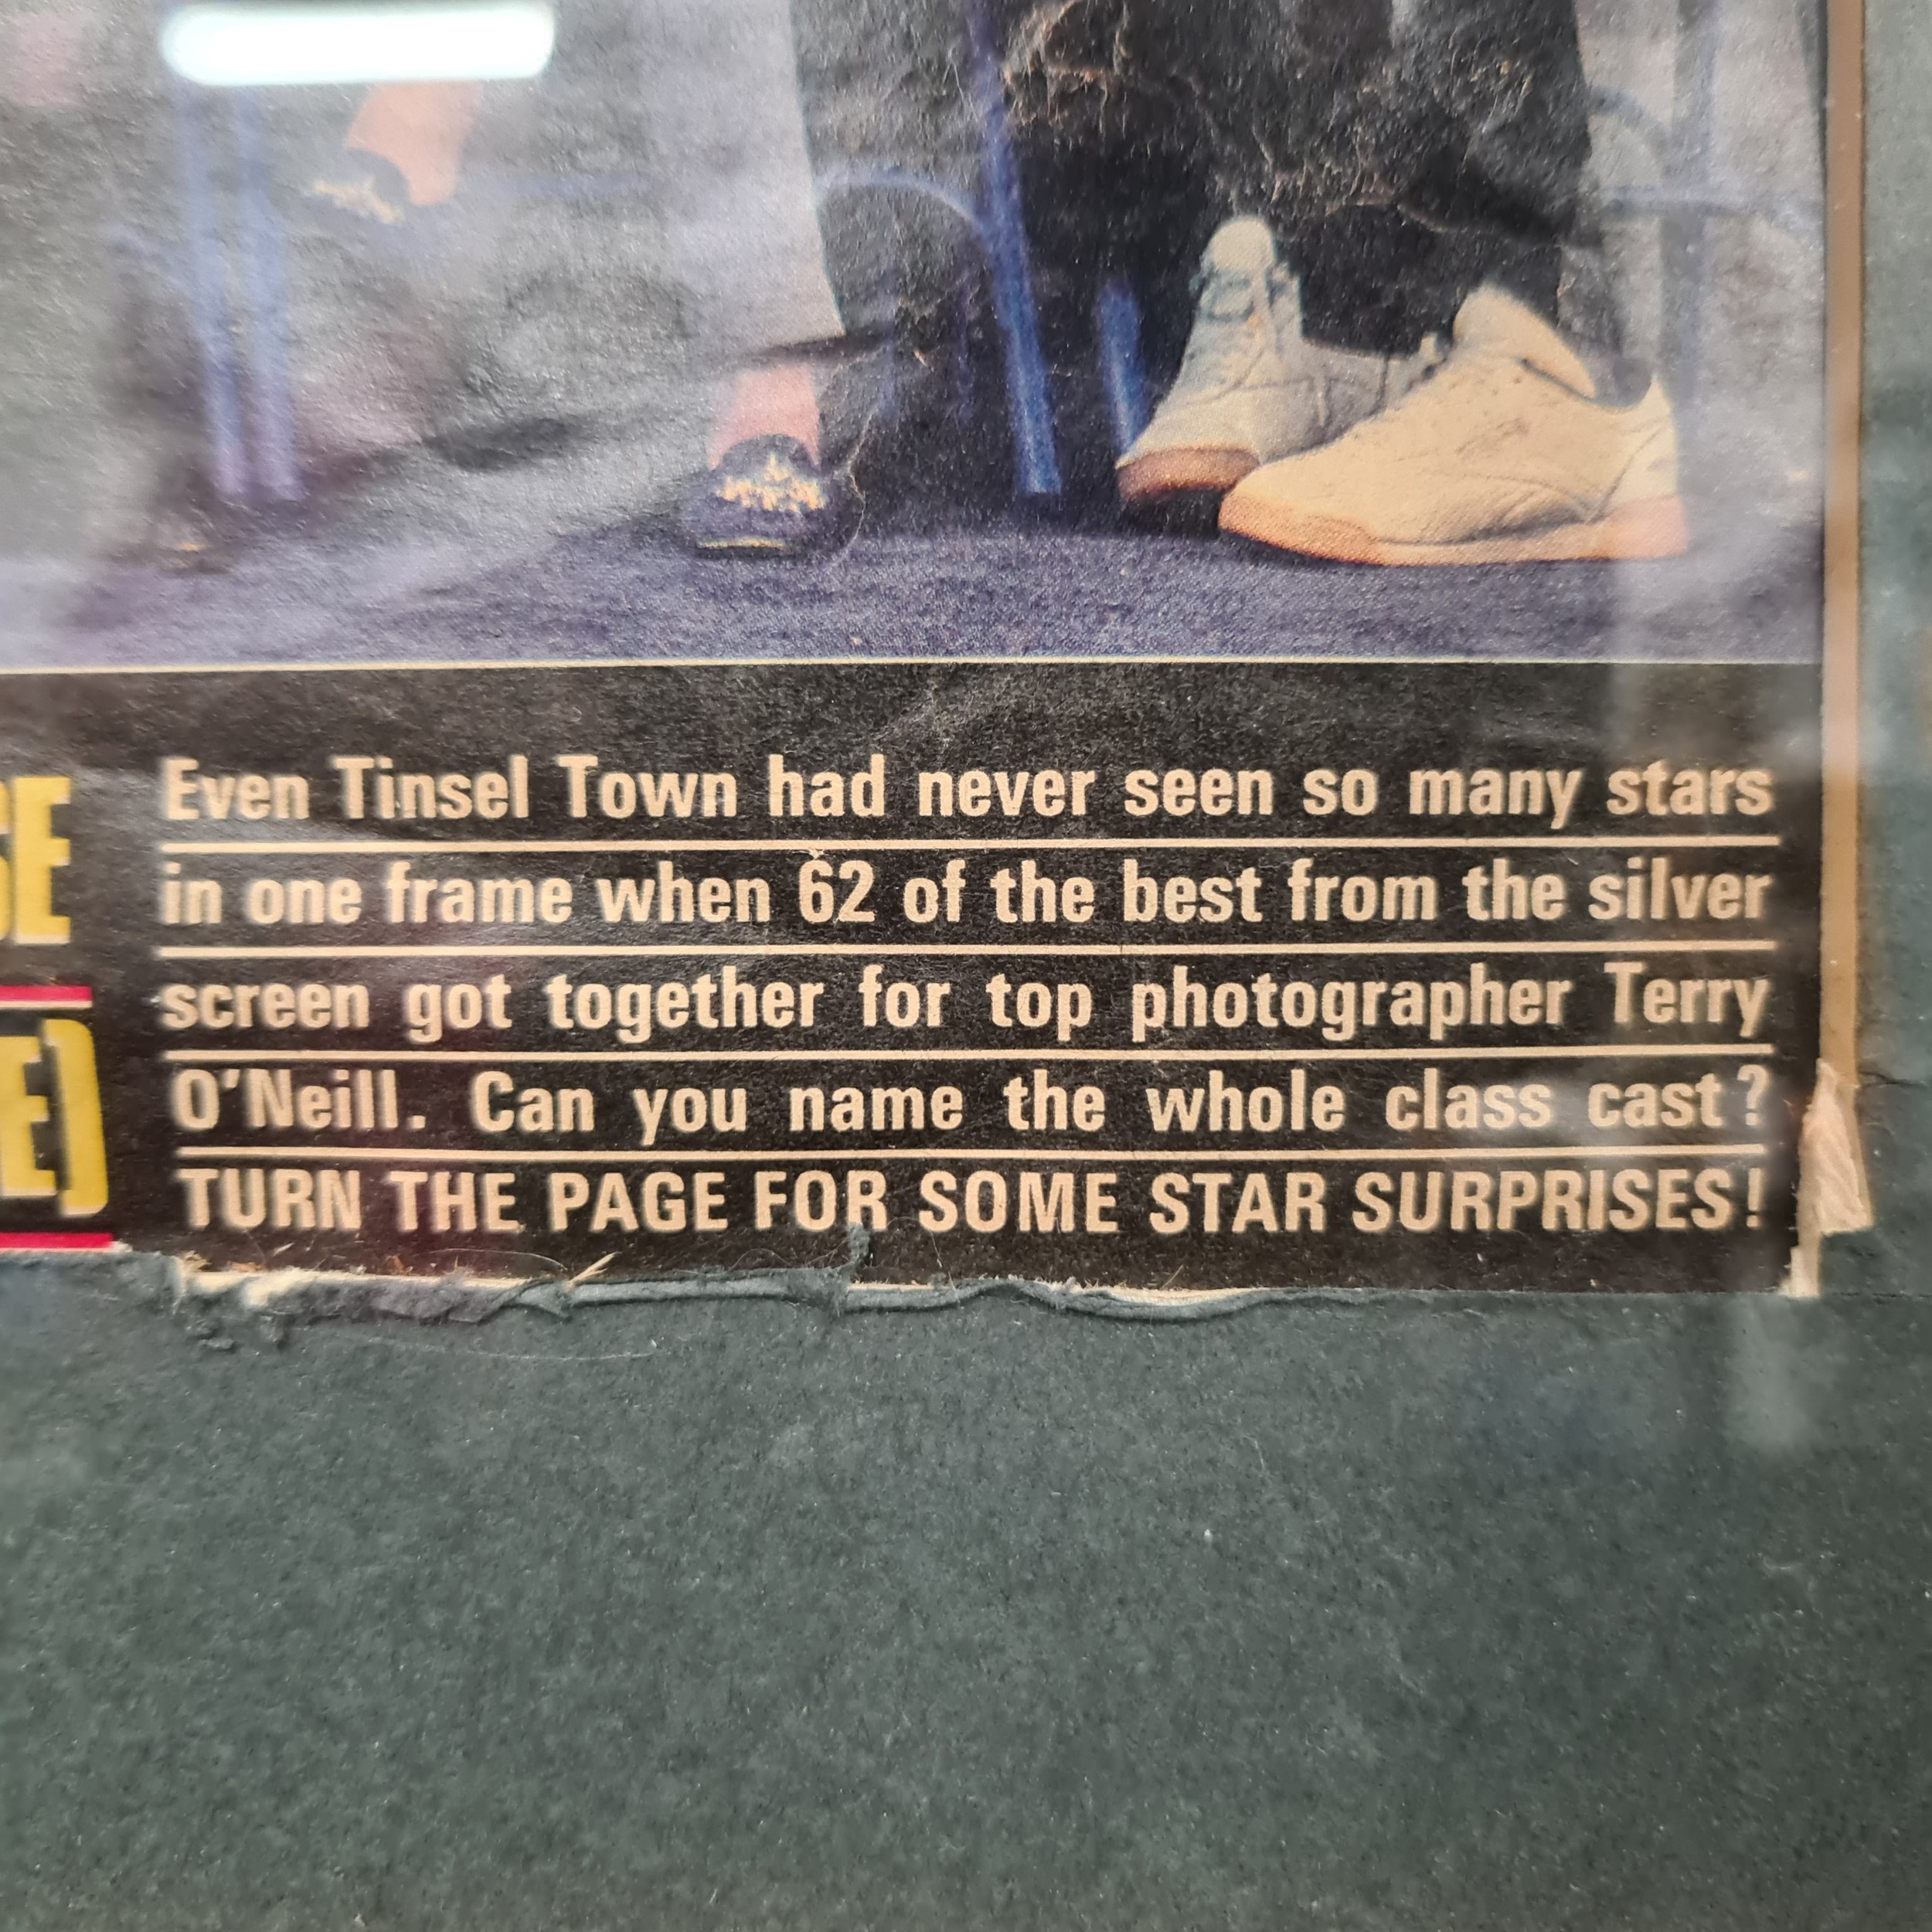 Even Tinsel Town had never seen so many stars
in one frame when 62 of the best from the silver
screen got together for top photographer Terry
O'Neill. Can you name the whole class cast?
TURN THE PAGE FOR SOME STAR SURPRISES!